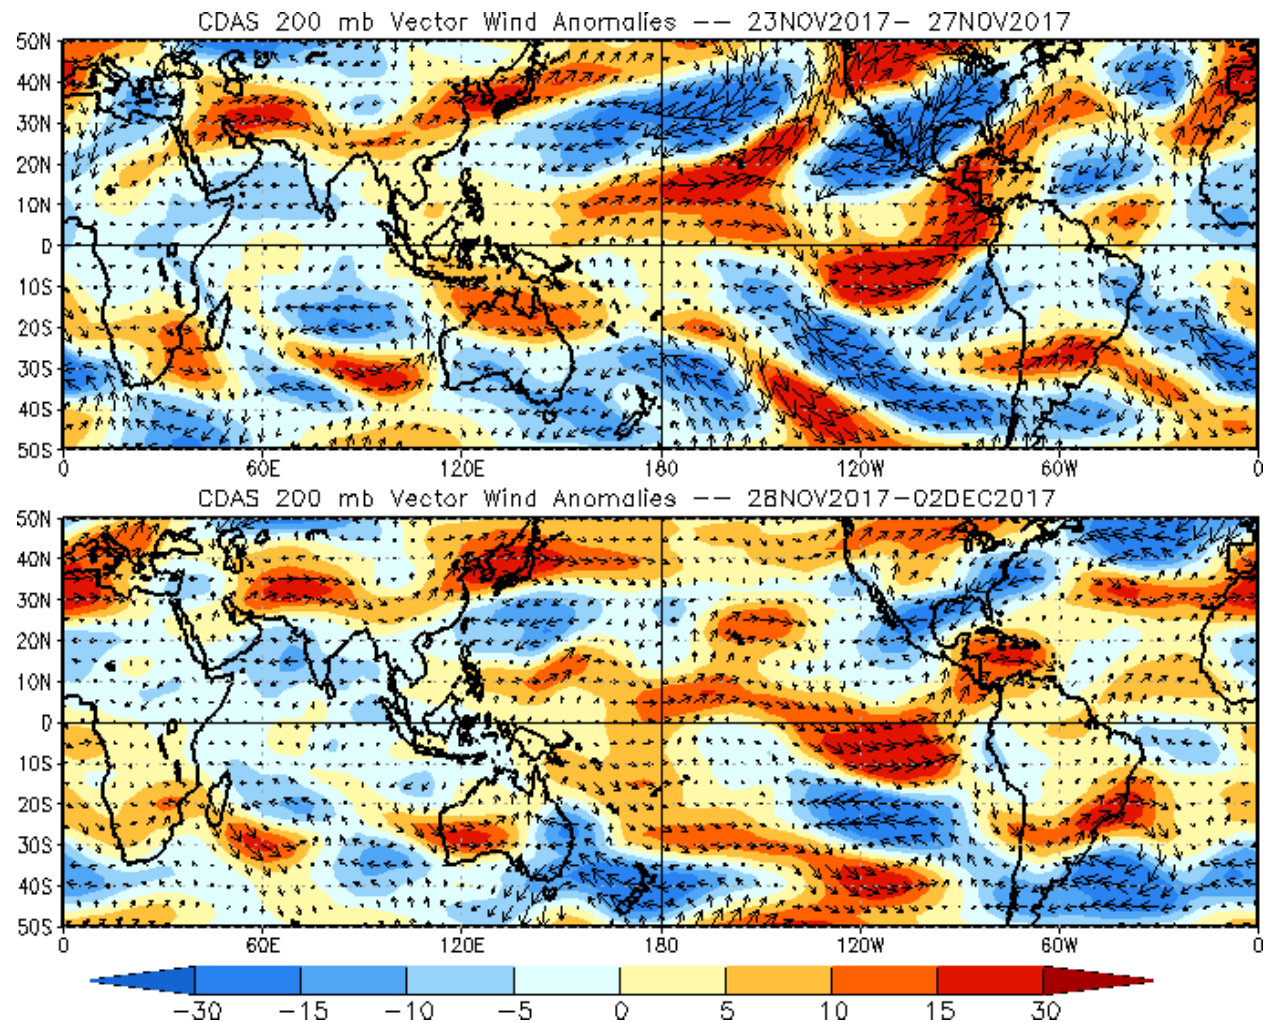 CDAS 200 mb Vector Wind Anomalies -- 23NOV2017- 27NOV2017
50N
40N
30N
20N
10N
0
10S
20S
30S
40S
50S
0 60E 120E 180 120W 60W 0
CDAS 200 mb Vector Wind Anomalies -- 28NOV2017-02DEC2017
50N
40N
30N
20N
10N
0
10S
20S
30S
40S
50S
0 60E 120E 180 120W 60W 0
-30 -15 -10 -5 0 5 10 15 30